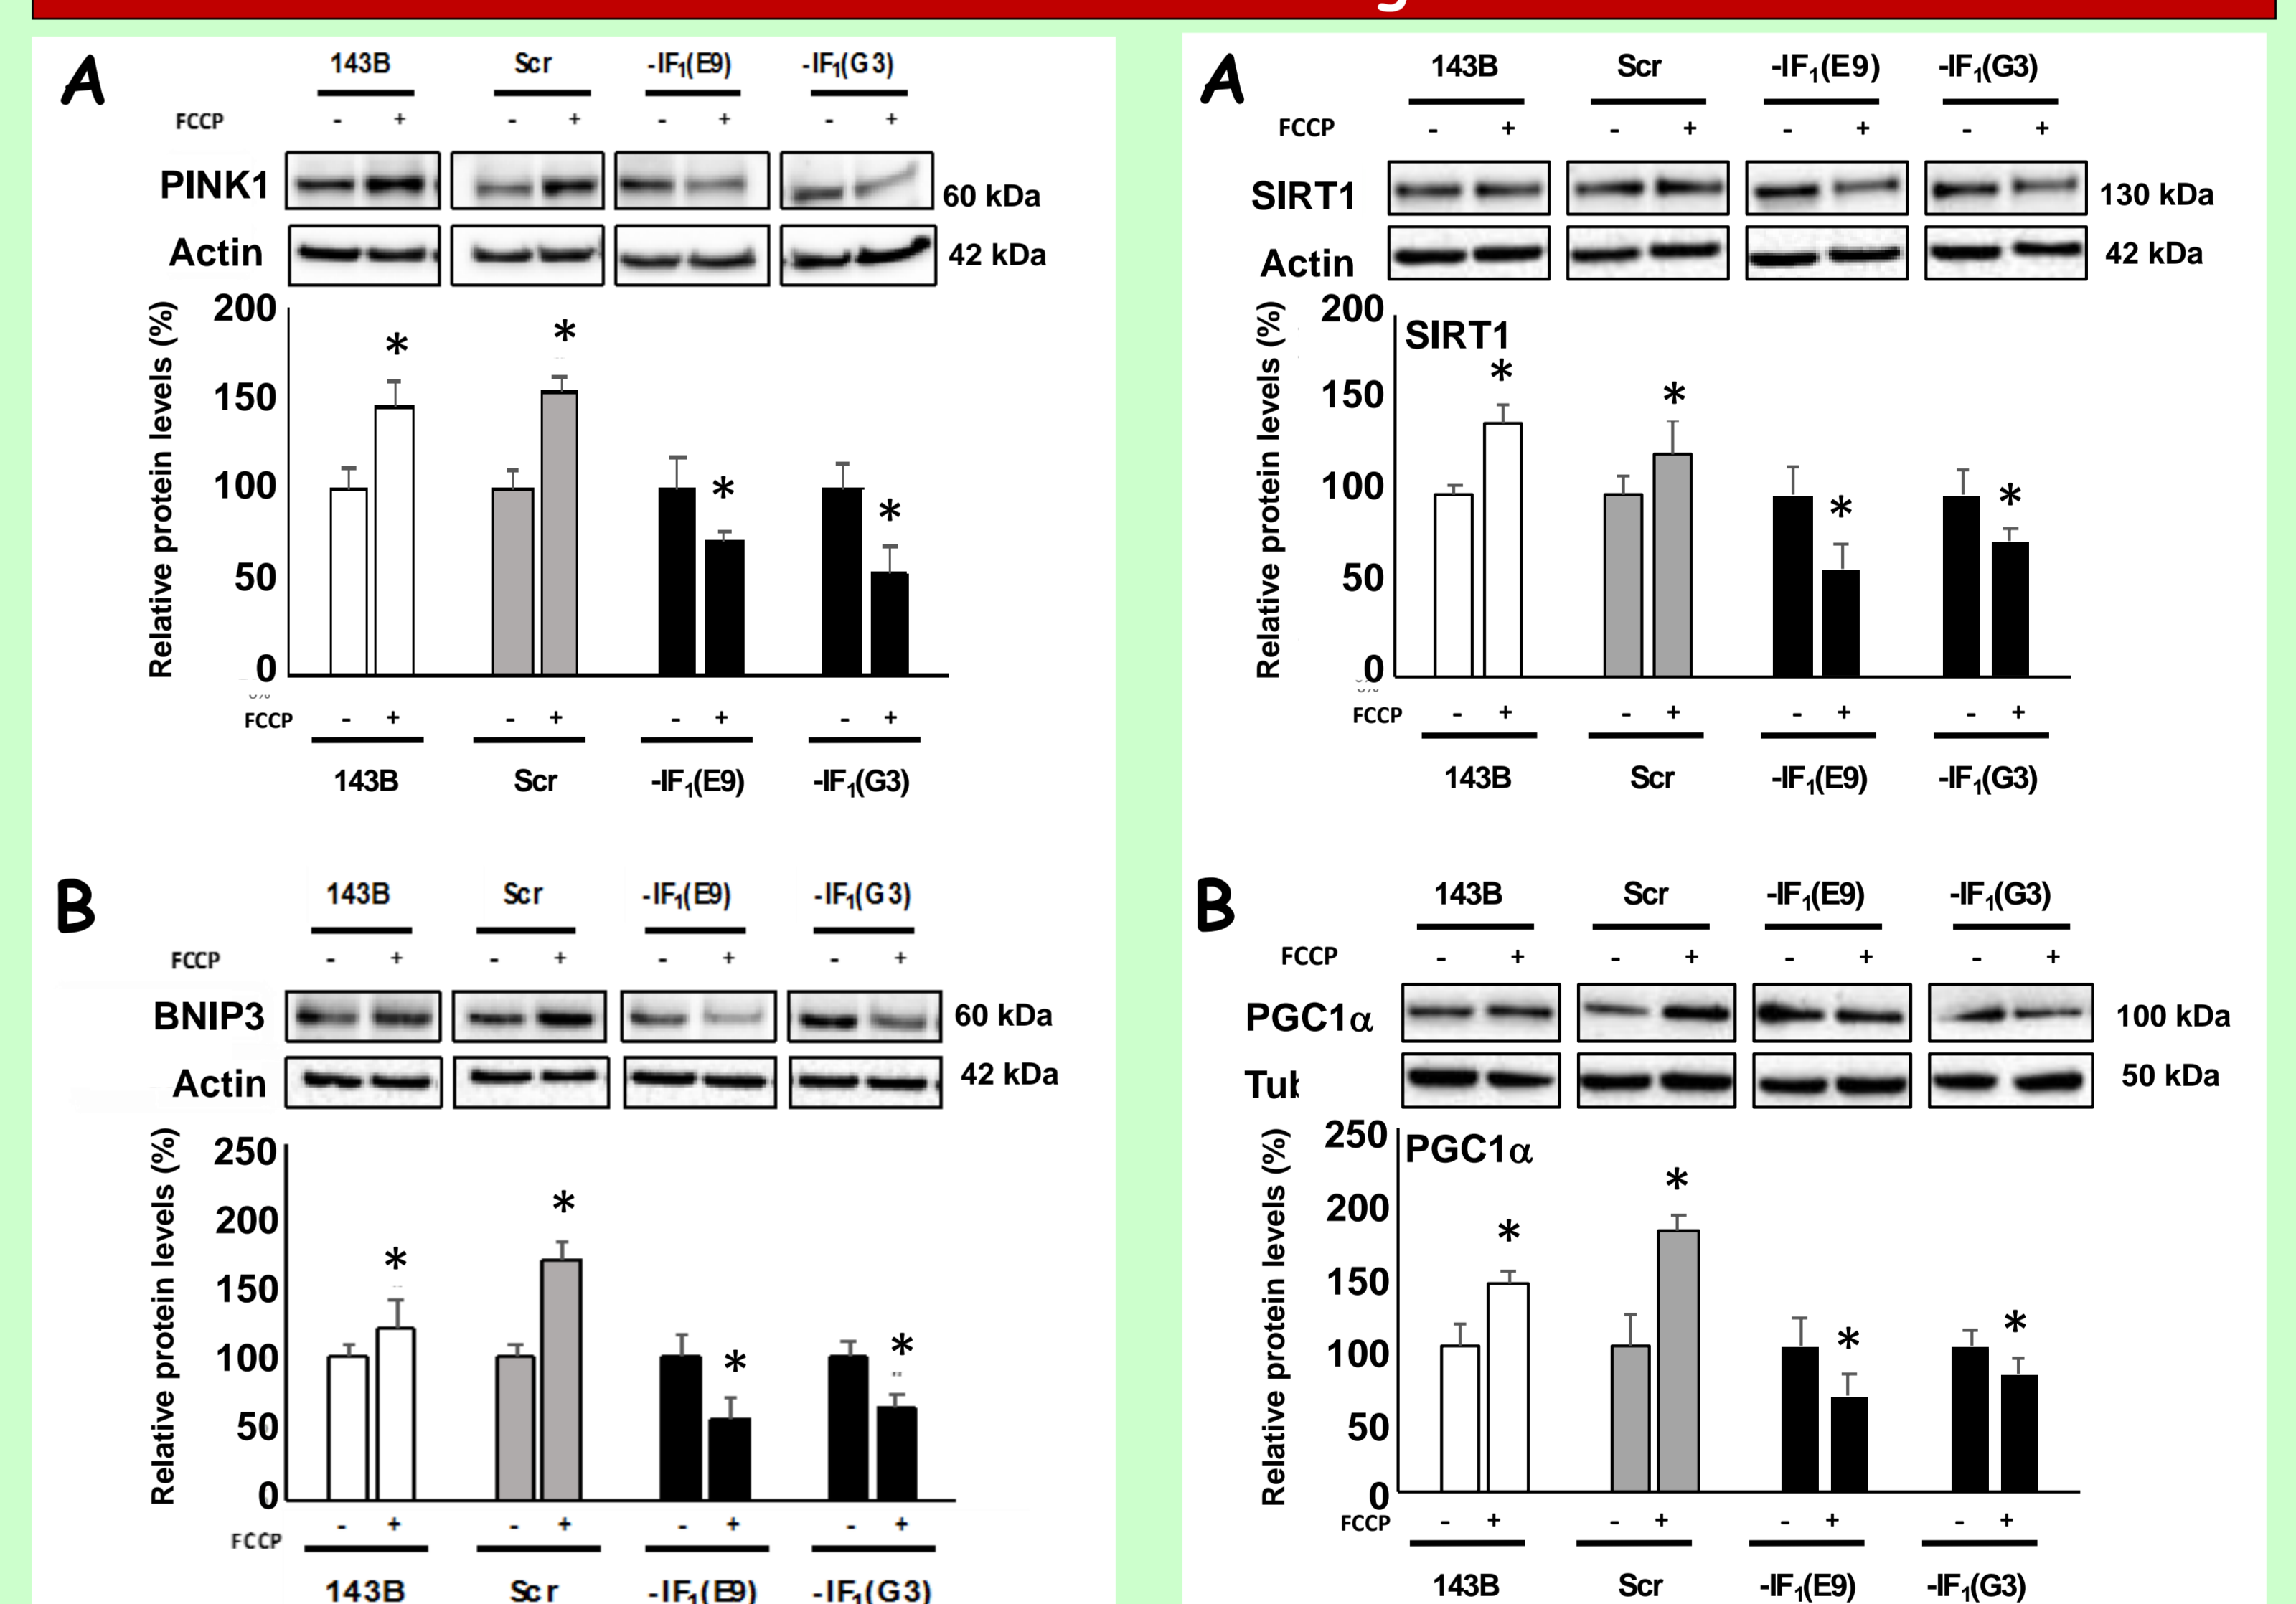 A
143B Scr -IF₁(E9) -IF₁(G3)
FCCP - + - + - + - +
PINK1 60 kDa
Actin 42 kDa
Relative protein levels (%)
200
150
100
50
0
* * * *
FCCP - + - + - + - +
143B Scr -IF₁(E9) -IF₁(G3)
B
143B Scr -IF₁(E9) -IF₁(G3)
FCCP - + - + - + - +
BNIP3 60 kDa
Actin 42 kDa
Relative protein levels (%)
250
200
150
100
50
0
* * * *
FCCP - + - + - + - +
143B Scr -IF₁(E9) -IF₁(G3)
A
143B Scr -IF₁(E9) -IF₁(G3)
FCCP - + - + - + - +
SIRT1 130 kDa
Actin 42 kDa
Relative protein levels (%)
SIRT1
200
150
100
50
0
* * * *
FCCP - + - + - + - +
143B Scr -IF₁(E9) -IF₁(G3)
B
143B Scr -IF₁(E9) -IF₁(G3)
FCCP - + - + - + - +
PGC1α 100 kDa
Tub 50 kDa
Relative protein levels (%)
PGC1α
250
200
150
100
50
0
* * * *
FCCP - + - + - + - +
143B Scr -IF₁(E9) -IF₁(G3)